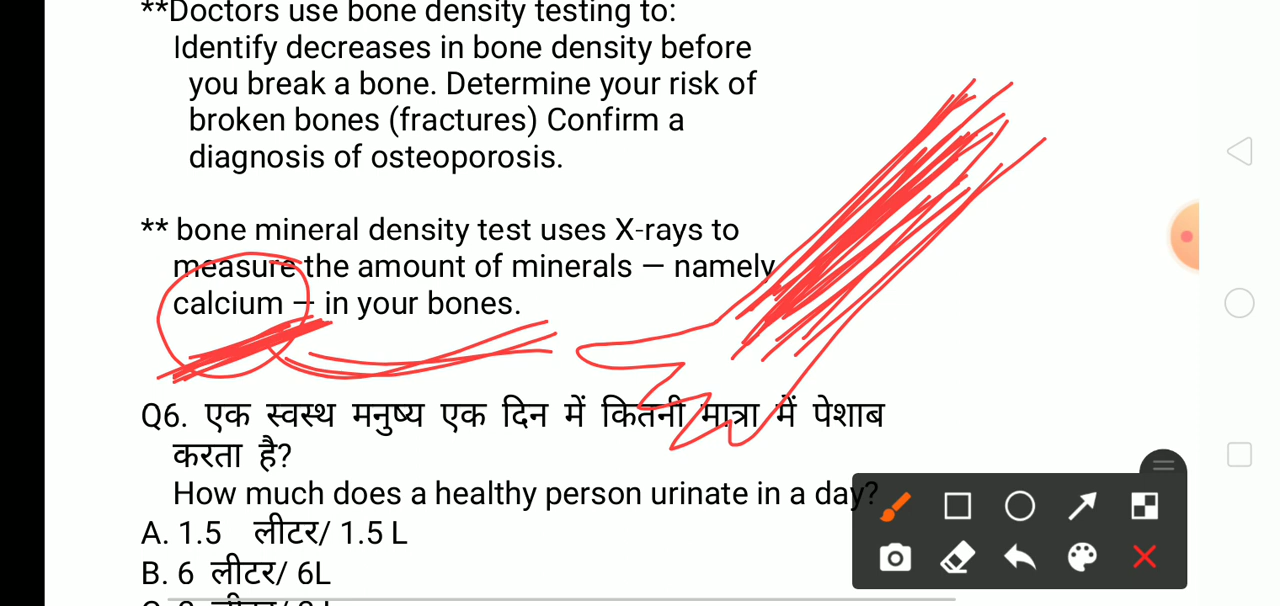 **Doctors use bone density testing to:
Identify decreases in bone density before
you break a bone. Determine your risk of
broken bones (fractures) Confirm a
diagnosis of osteoporosis.
** bone mineral density test uses X-rays to
measure the amount of minerals — namely
calcium — in your bones.
Q6. एक स्वस्थ मनुष्य एक दिन में कितनी मात्रा में पेशाब
करता है?
How much does a healthy person urinate in a day?
A. 1.5 लीटर/ 1.5 L
B. 6 लीटर/ 6L